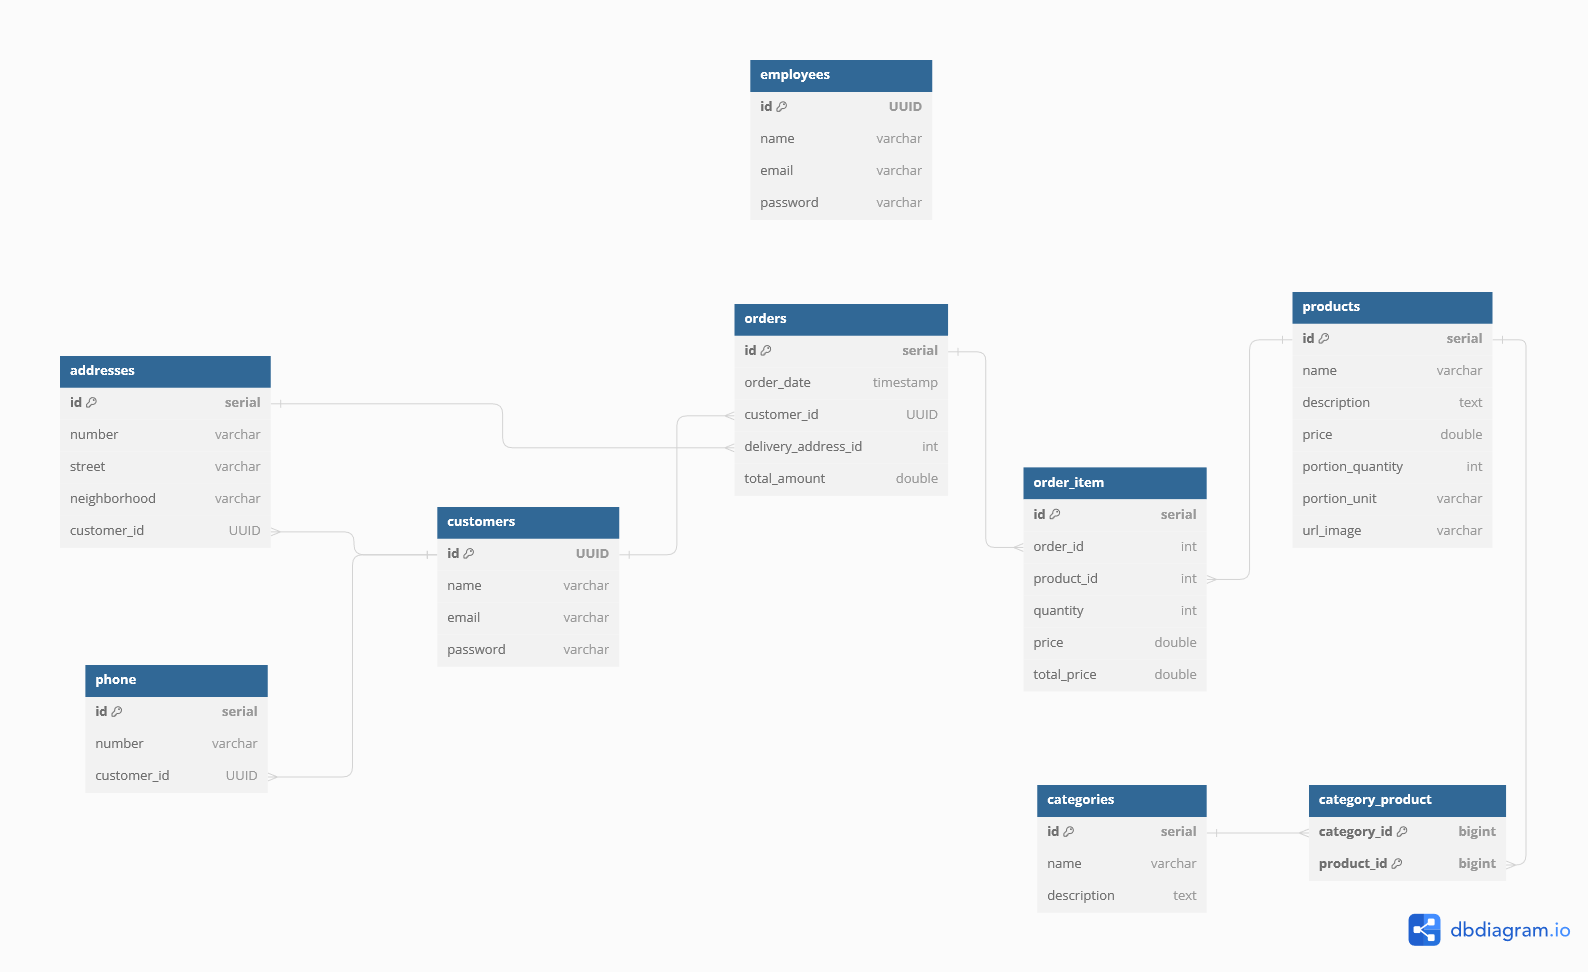 employees
id UUID
name varchar
email varchar
password varchar
orders
id serial
order_date timestamp
customer_id UUID
delivery_address_id int
total_amount double
products
id serial
name varchar
description text
price double
portion_quantity int
portion_unit varchar
url_image varchar
addresses
id serial
number varchar
street varchar
neighborhood varchar
customer_id UUID
customers
id UUID
name varchar
email varchar
password varchar
order_item
id serial
order_id int
product_id int
quantity int
price double
total_price double
phone
id serial
number varchar
customer_id UUID
categories
id serial
name varchar
description text
category_product
category_id bigint
product_id bigint
dbdiagram.io